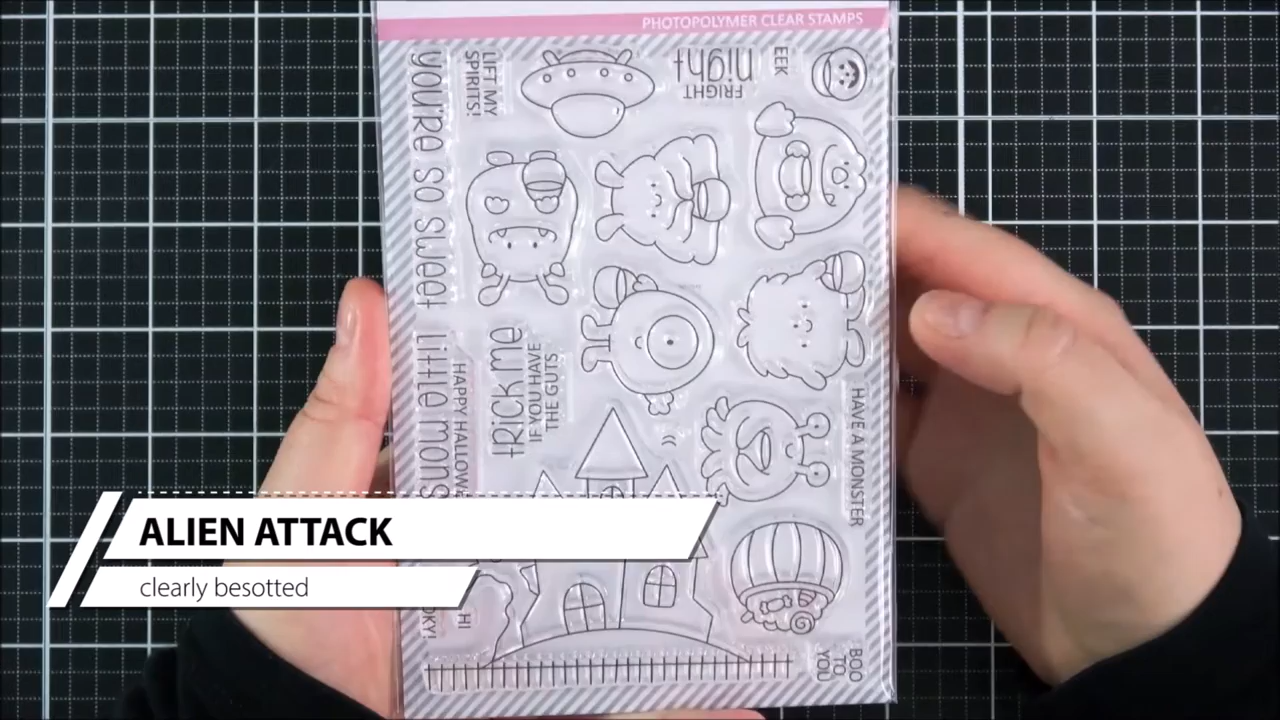 PHOTOPOLYMER CLEAR STAMPS
LIFT MY
SPIRITS!
FRIGHT
night
EEK
you're so sweet
little mons
HAPPY HALLOWE
trick me
IF YOU HAVE
THE GUTS
HAVE A MONSTER
ALIEN ATTACK
clearly besotted
HI
OKY!
BOO
TO
YOU